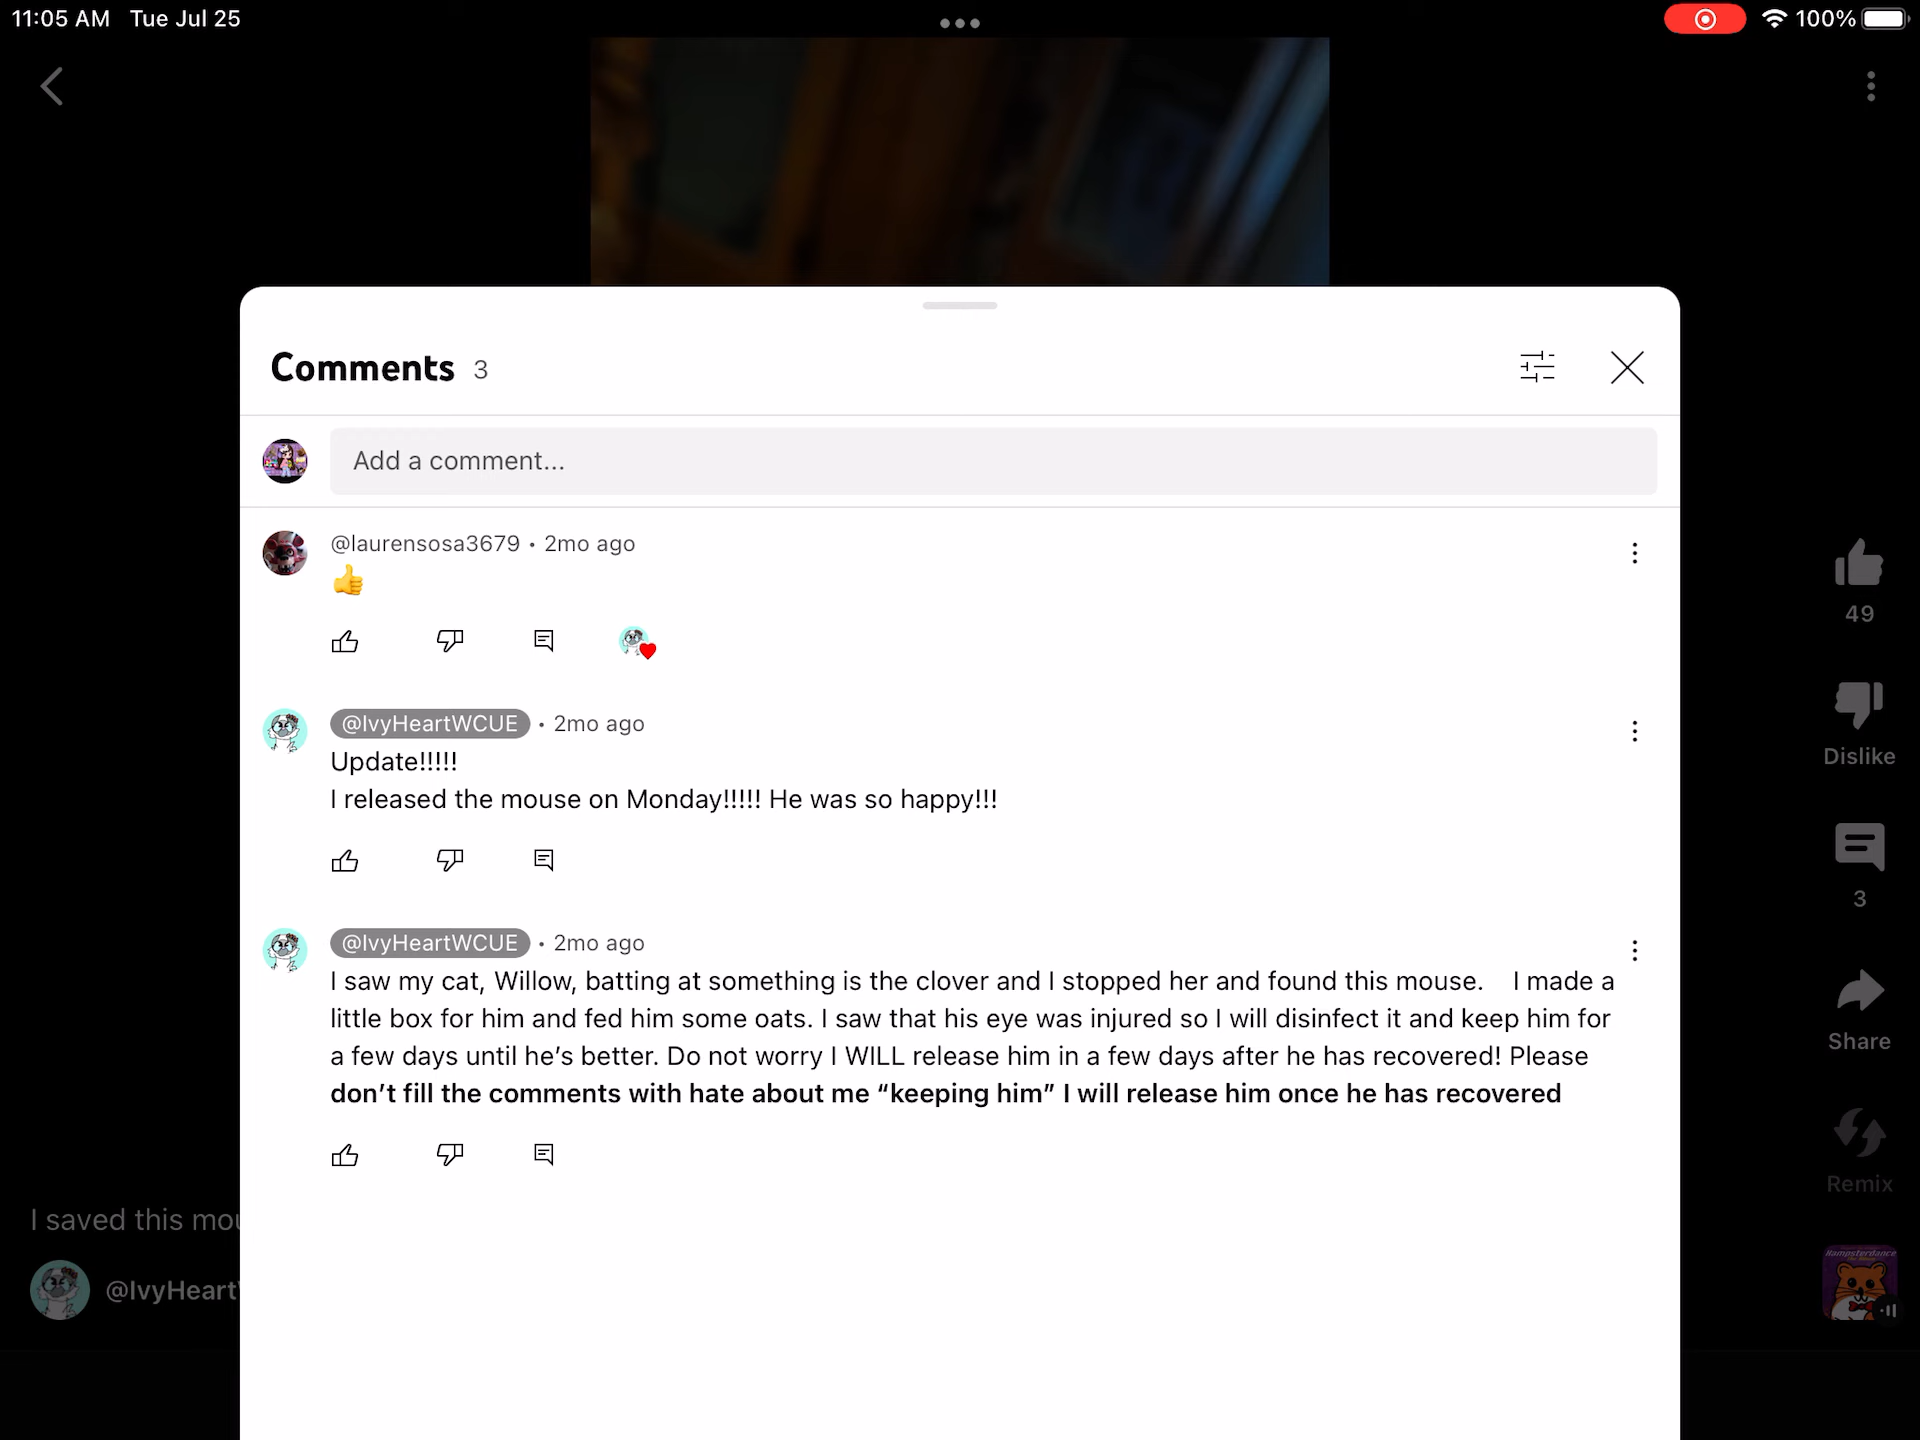 11:05 AM Tue Jul 25
100%
Comments 3
Add a comment...
@laurensosa3679 • 2mo ago
👍
@IvyHeartWCUE • 2mo ago
Update!!!!!
I released the mouse on Monday!!!!! He was so happy!!!
@IvyHeartWCUE • 2mo ago
I saw my cat, Willow, batting at something is the clover and I stopped her and found this mouse. I made a
little box for him and fed him some oats. I saw that his eye was injured so I will disinfect it and keep him for
a few days until he’s better. Do not worry I WILL release him in a few days after he has recovered! Please
don’t fill the comments with hate about me “keeping him” I will release him once he has recovered
49
Dislike
3
Share
Remix
I saved this mou
@IvyHeart
Hampsterdance